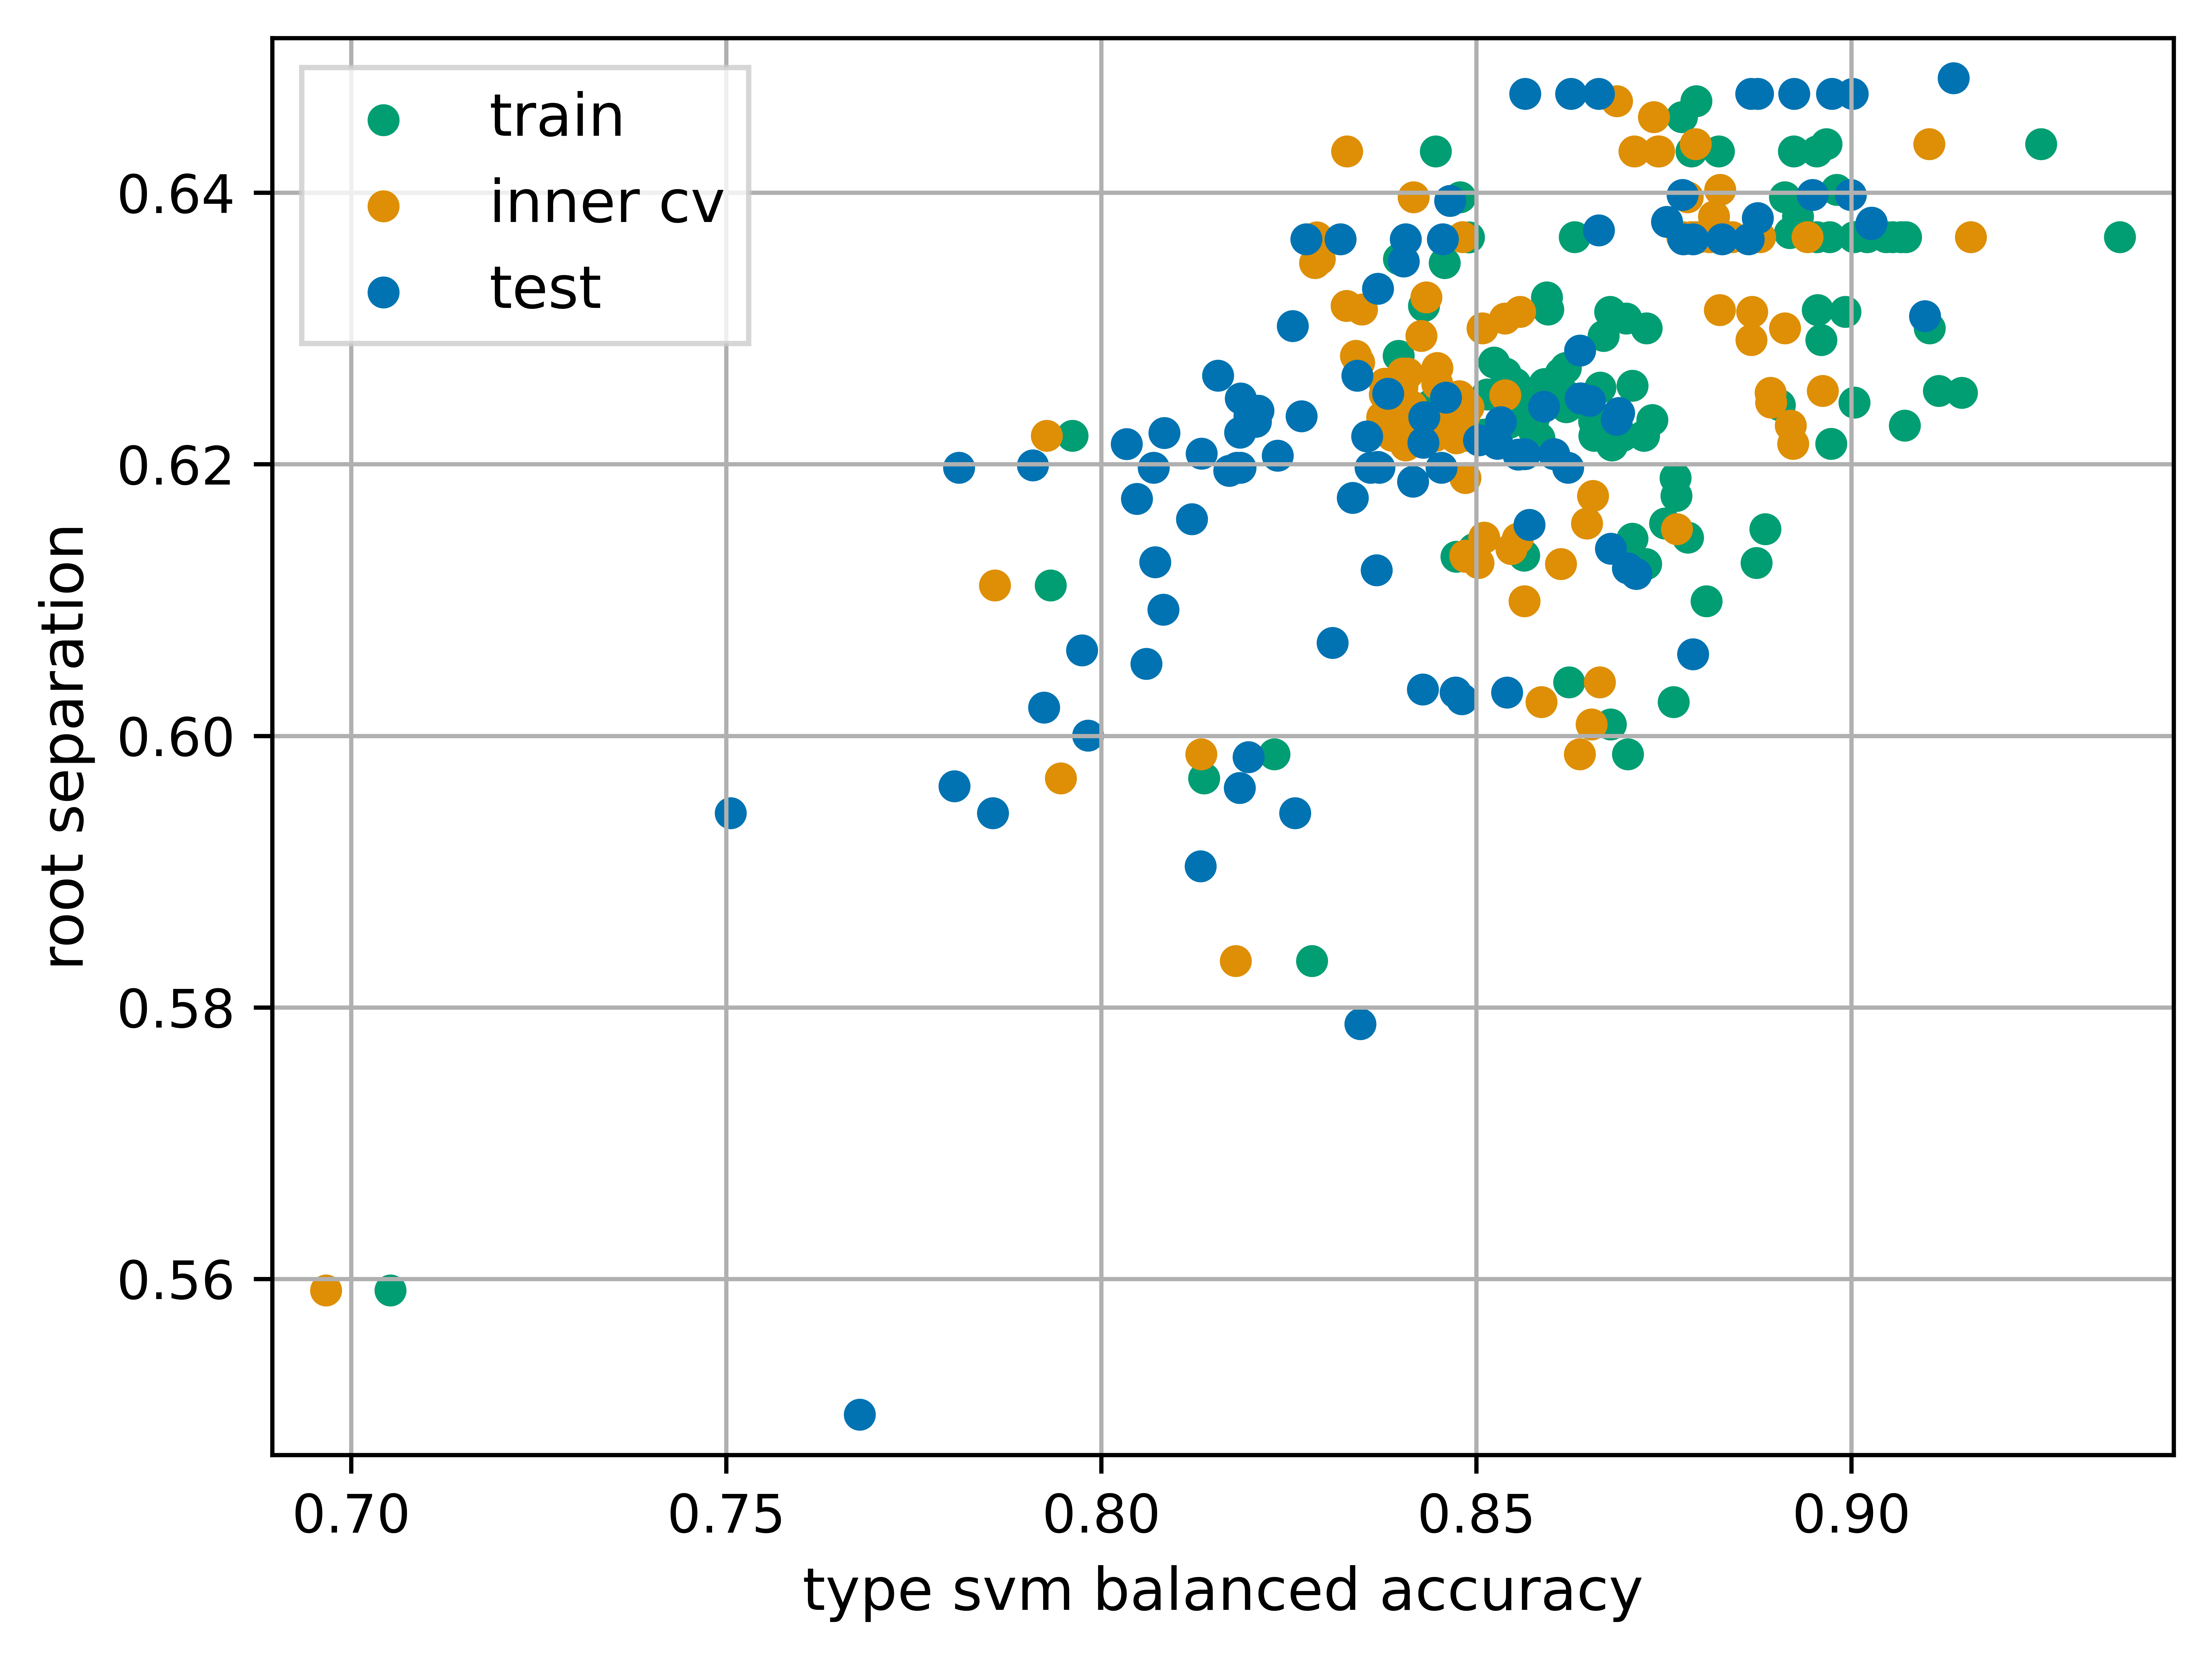 train
inner cv
test
0.64
0.62
0.60
0.58
0.56
root separation
0.70 0.75 0.80 0.85 0.90
type svm balanced accuracy